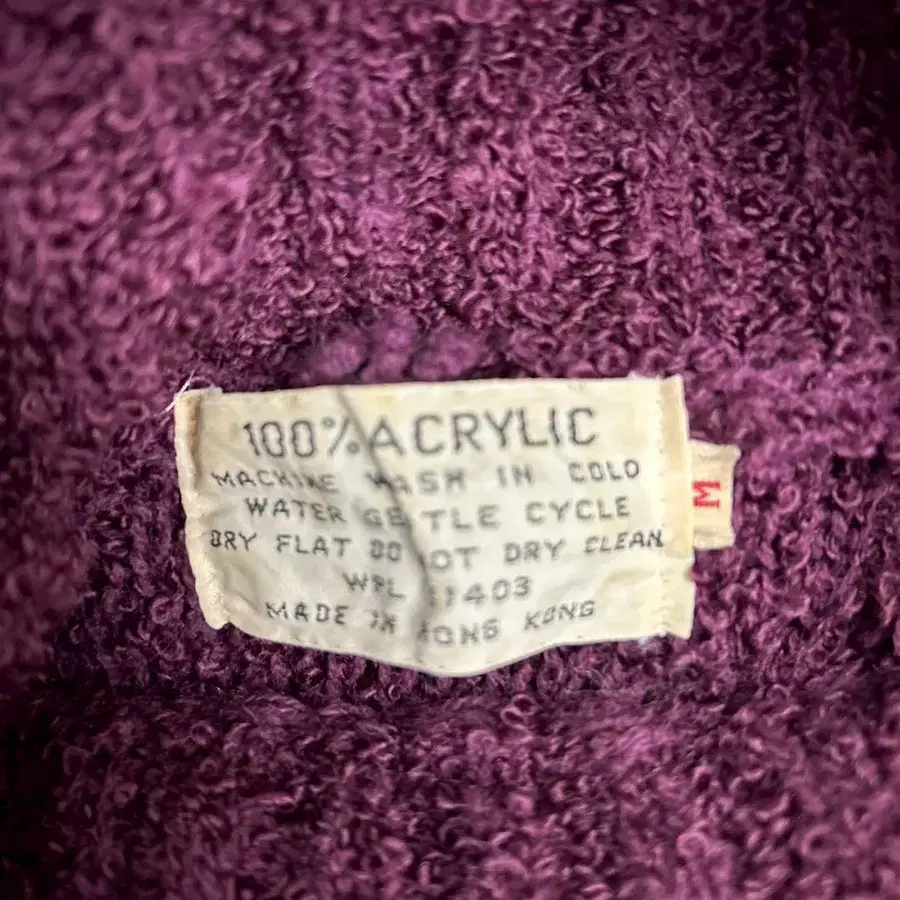 100% ACRYLIC
MACHINE WASH IN COLD
WATER GENTLE CYCLE
DRY FLAT DO NOT DRY CLEAN
WPL
MADE IN HONG KONG
M